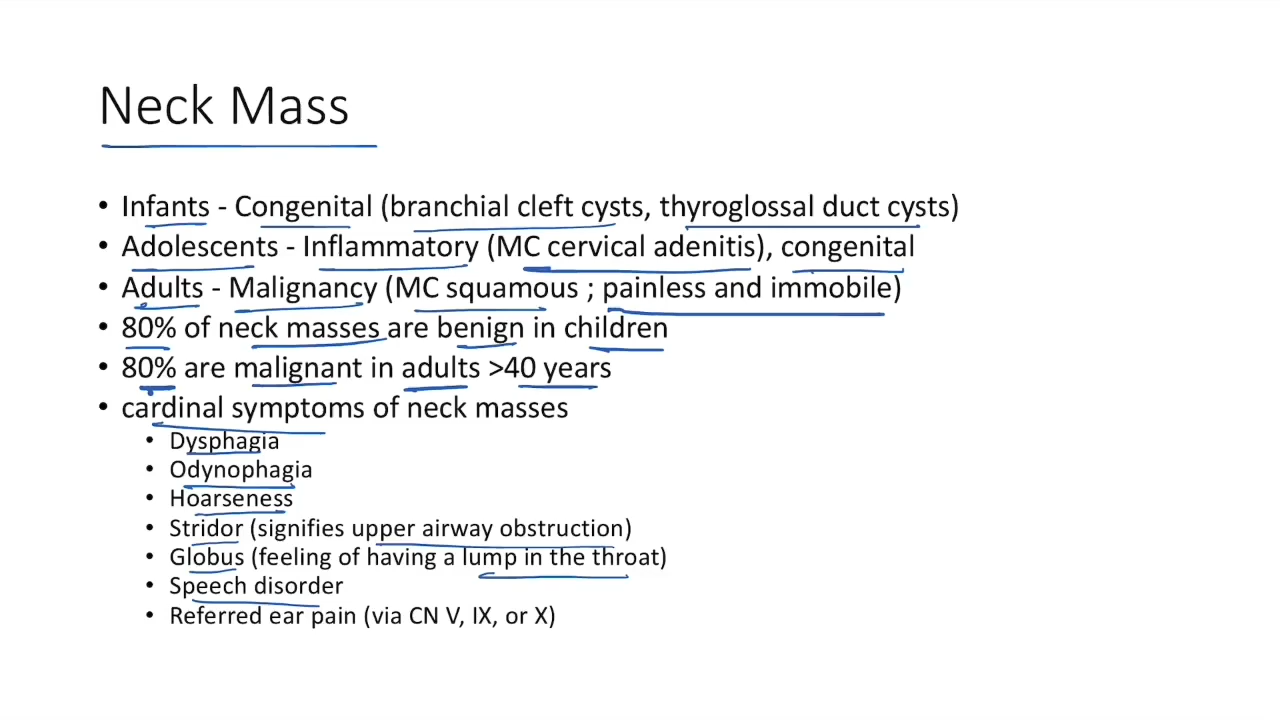 Neck Mass
• Infants - Congenital (branchial cleft cysts, thyroglossal duct cysts)
• Adolescents - Inflammatory (MC cervical adenitis), congenital
• Adults - Malignancy (MC squamous ; painless and immobile)
• 80% of neck masses are benign in children
• 80% are malignant in adults >40 years
• cardinal symptoms of neck masses
• Dysphagia
• Odynophagia
• Hoarseness
• Stridor (signifies upper airway obstruction)
• Globus (feeling of having a lump in the throat)
• Speech disorder
• Referred ear pain (via CN V, IX, or X)